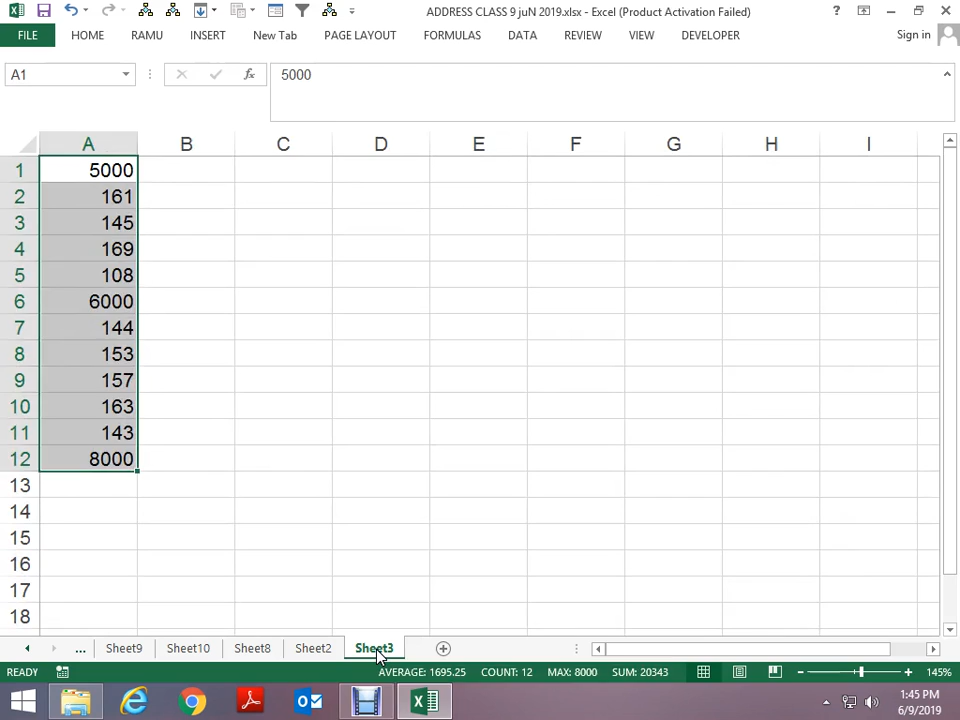 ADDRESS CLASS 9 juN 2019.xlsx - Excel (Product Activation Failed)
FILE HOME RAMU INSERT New Tab PAGE LAYOUT FORMULAS DATA REVIEW VIEW DEVELOPER Sign in
A1 fx 5000
A B C D E F G H I
1 5000
2 161
3 145
4 169
5 108
6 6000
7 144
8 153
9 157
10 163
11 143
12 8000
13
14
15
16
17
18
... Sheet9 Sheet10 Sheet8 Sheet2 Sheet3
READY AVERAGE: 1695.25 COUNT: 12 MAX: 8000 SUM: 20343 145%
1:45 PM
6/9/2019